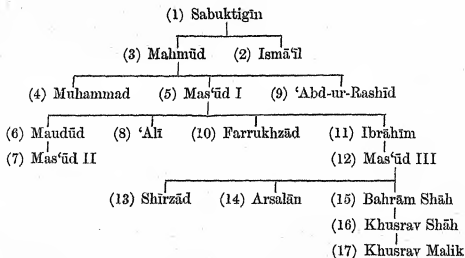 (1) Sabuktigīn
(3) Mahmūd (2) Ismā‘īl
(4) Muhammad (5) Mas‘ūd I (9) ‘Abd-ur-Rashīd
(6) Maudūd (8) ‘Alī (10) Farrukhzād (11) Ibrāhīm
(7) Mas‘ūd II (12) Mas‘ūd III
(13) Shīrzād (14) Arsalān (15) Bahrām Shāh
(16) Khusrav Shāh
(17) Khusrav Malik